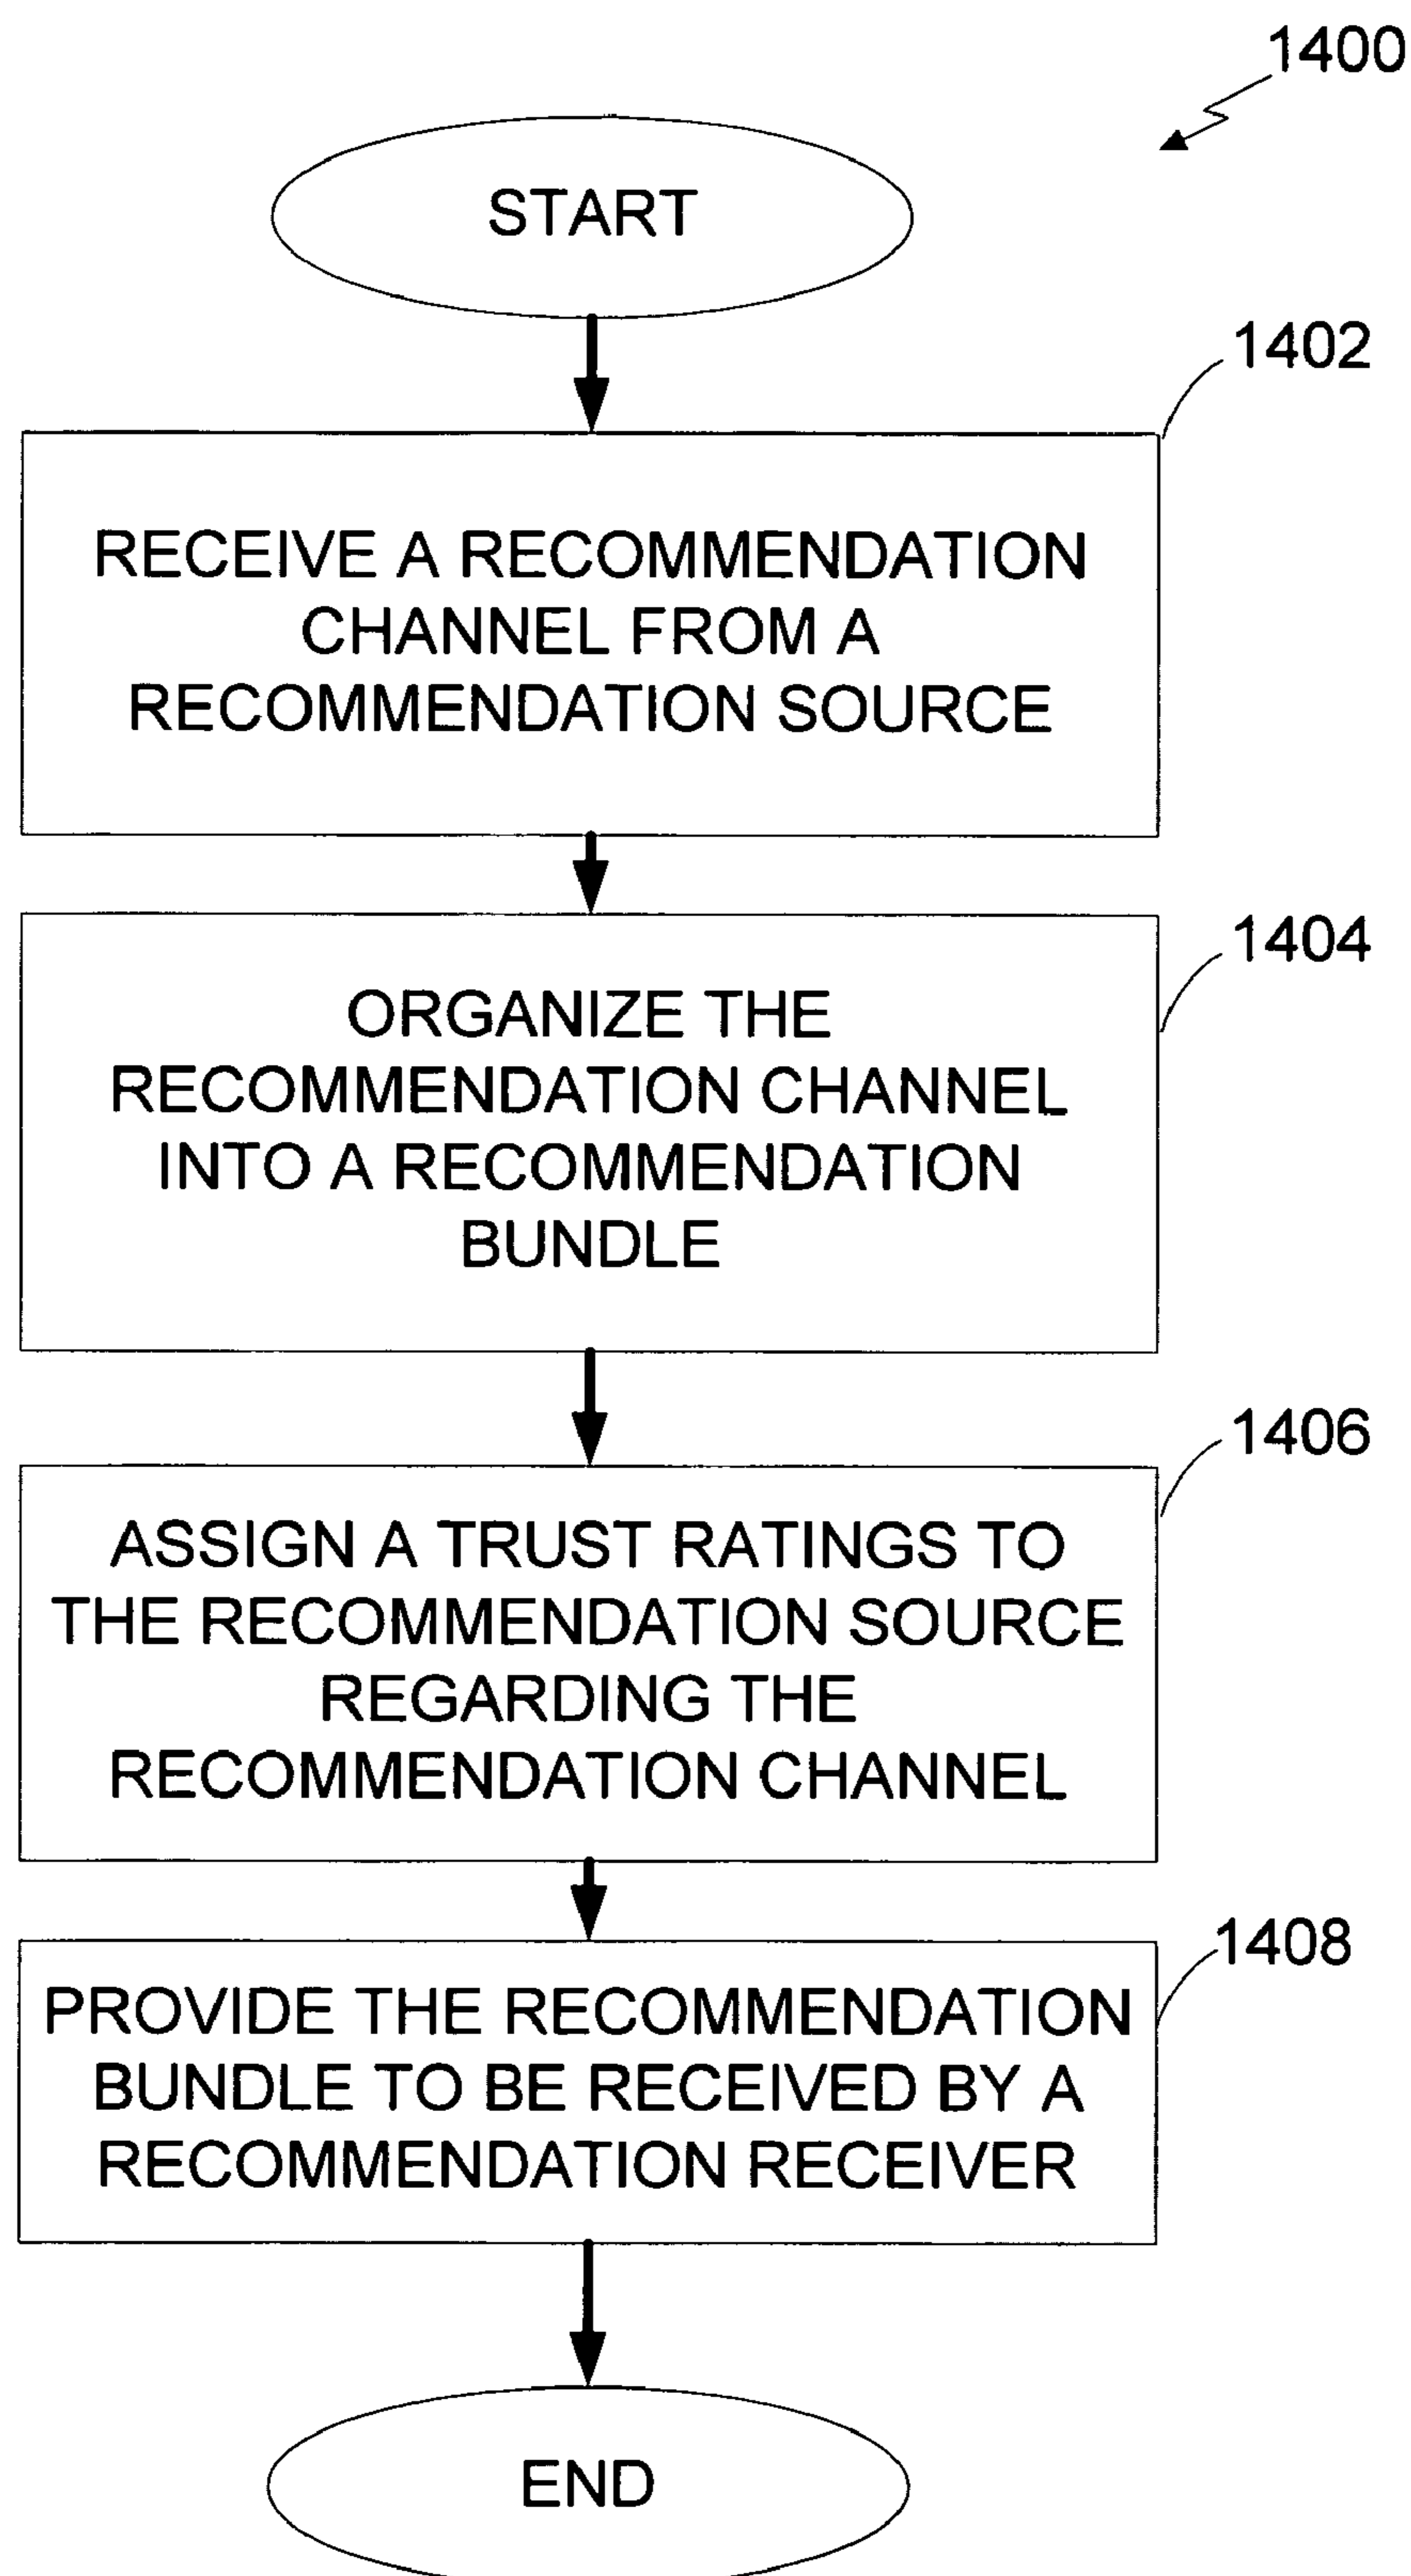 1400
START
1402
RECEIVE A RECOMMENDATION
CHANNEL FROM A
RECOMMENDATION SOURCE
1404
ORGANIZE THE
RECOMMENDATION CHANNEL
INTO A RECOMMENDATION
BUNDLE
1406
ASSIGN A TRUST RATINGS TO
THE RECOMMENDATION SOURCE
REGARDING THE
RECOMMENDATION CHANNEL
1408
PROVIDE THE RECOMMENDATION
BUNDLE TO BE RECEIVED BY A
RECOMMENDATION RECEIVER
END